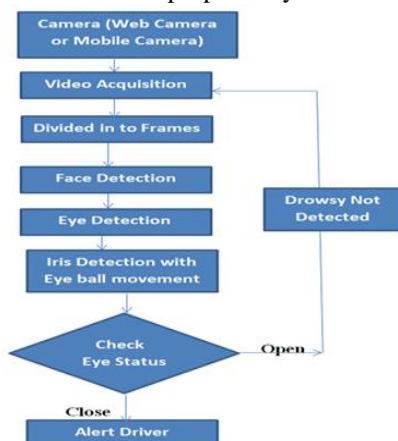 Camera (Web Camera
or Mobile Camera)
Video Acquisition
Divided in to Frames
Face Detection
Eye Detection
Iris Detection with
Eye ball movement
Drowsy Not
Detected
Check
Eye Status
Open
Close
Alert Driver